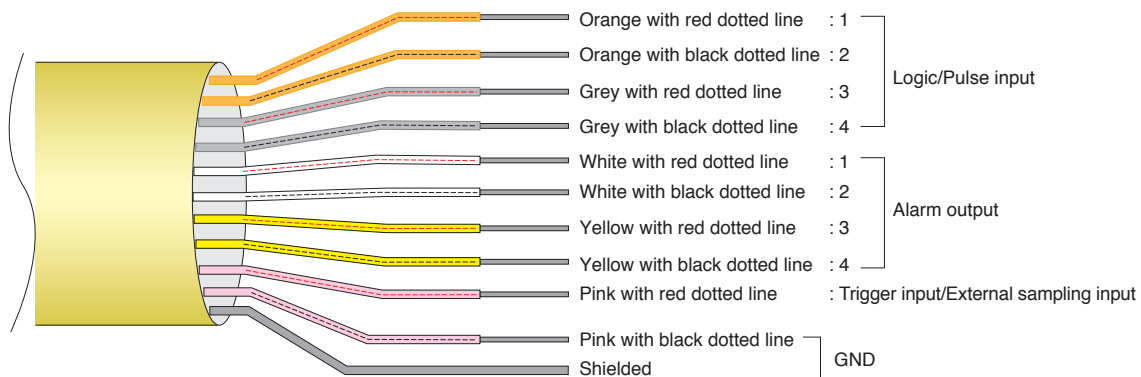 Orange with red dotted line : 1
Orange with black dotted line : 2
Logic/Pulse input
Grey with red dotted line : 3
Grey with black dotted line : 4
White with red dotted line : 1
White with black dotted line : 2
Alarm output
Yellow with red dotted line : 3
Yellow with black dotted line : 4
Pink with red dotted line : Trigger input/External sampling input
Pink with black dotted line
GND
Shielded